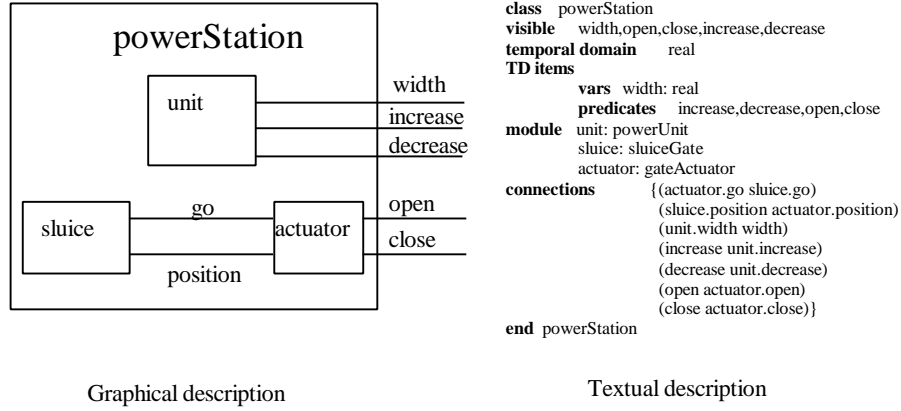 powerStation
unit
width
increase
decrease
sluice
go
actuator
open
close
position
Graphical description
class powerStation
visible width,open,close,increase,decrease
temporal domain real
TD items
vars width: real
predicates increase,decrease,open,close
module unit: powerUnit
sluice: sluiceGate
actuator: gateActuator
connections {(actuator.go sluice.go)
(sluice.position actuator.position)
(unit.width width)
(increase unit.increase)
(decrease unit.decrease)
(open actuator.open)
(close actuator.close)}
end powerStation
Textual description